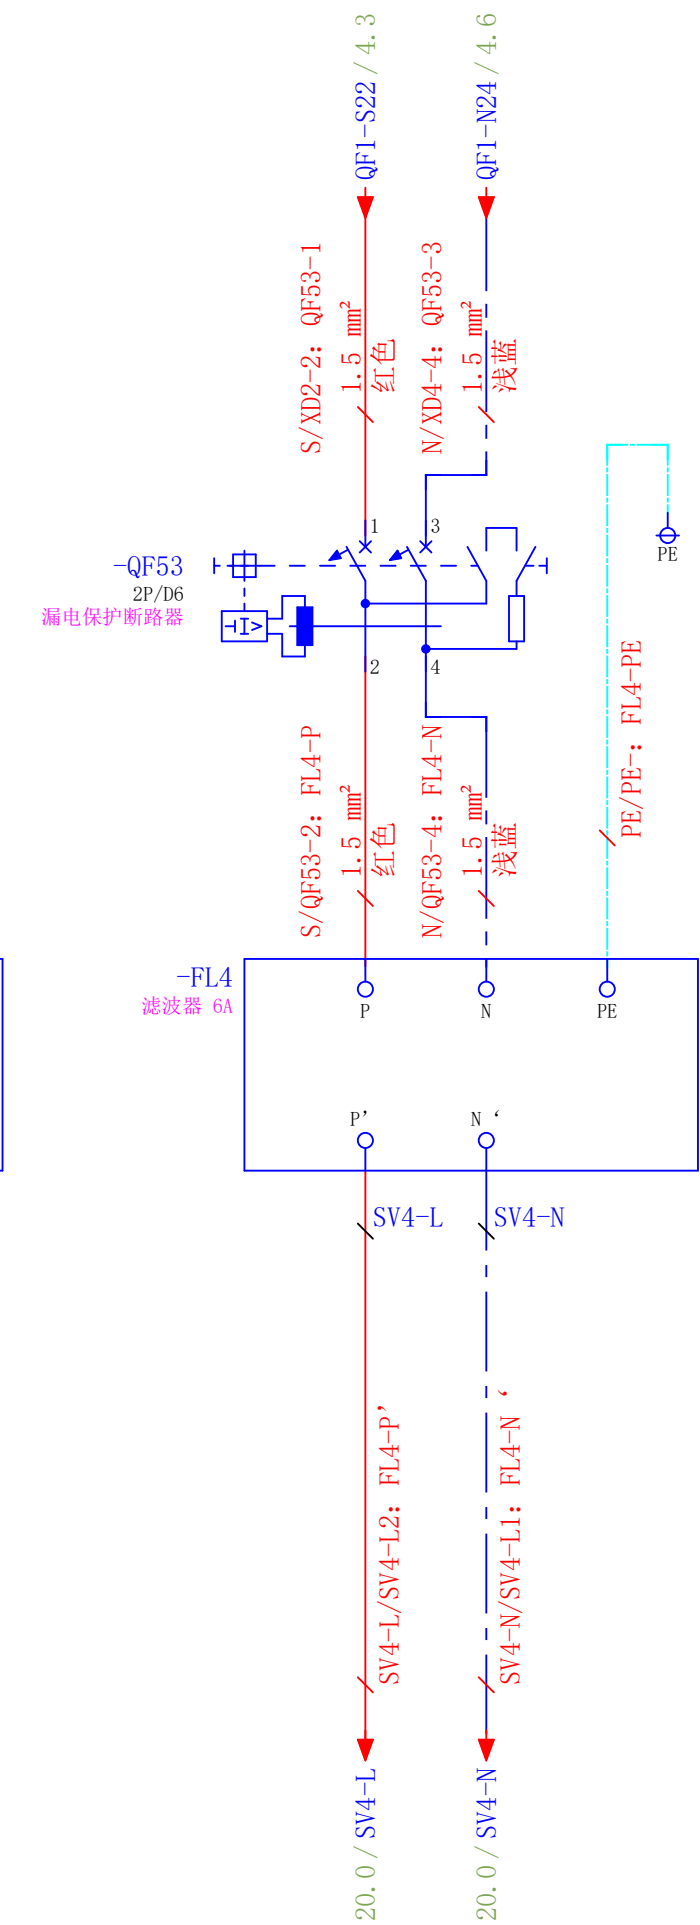 QF1-S22 / 4.3
QF1-N24 / 4.6
S/XD2-2: QF53-1
1.5 mm²
红色
N/XD4-4: QF53-3
1.5 mm²
浅蓝
-QF53
2P/D6
漏电保护断路器
1
3
2
4
I
PE
S/QF53-2: FL4-P
1.5 mm²
红色
N/QF53-4: FL4-N
1.5 mm²
浅蓝
PE/PE-: FL4-PE
-FL4
滤波器 6A
P
N
PE
P’
N ‘
SV4-L
SV4-N
SV4-L/SV4-L2: FL4-P’
SV4-N/SV4-L1: FL4-N ‘
20.0 / SV4-L
20.0 / SV4-N